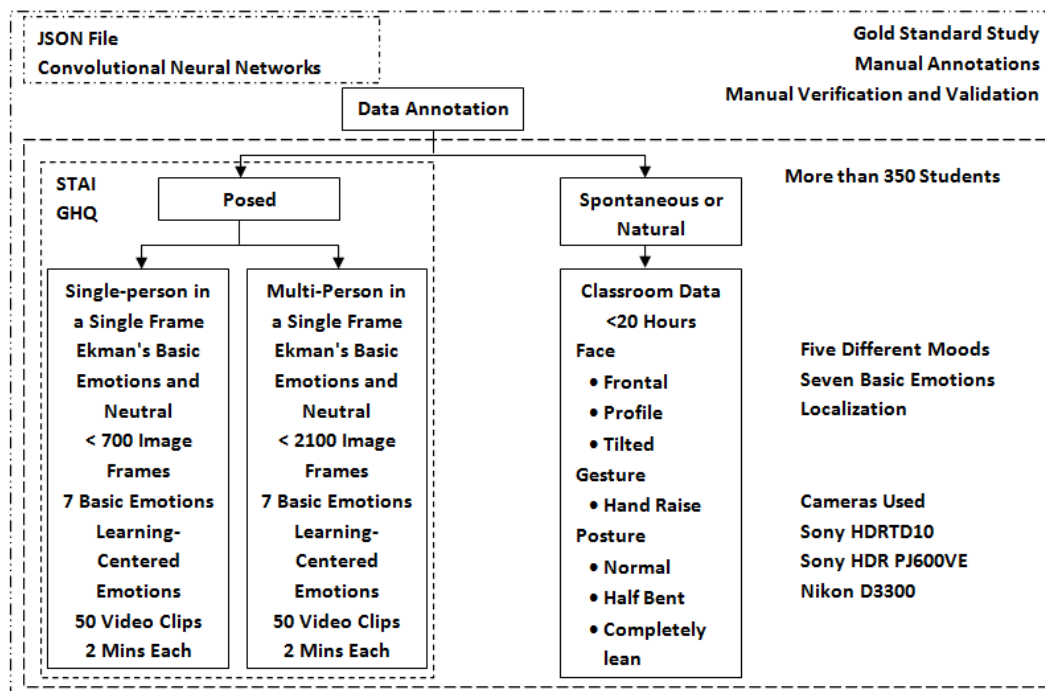 JSON File
Convolutional Neural Networks
Gold Standard Study
Manual Annotations
Manual Verification and Validation
Data Annotation
STAI
GHQ
Posed
Spontaneous or
Natural
More than 350 Students
Single-person in
a Single Frame
Ekman's Basic
Emotions and
Neutral
< 700 Image
Frames
7 Basic Emotions
Learning-
Centered
Emotions
50 Video Clips
2 Mins Each
Multi-Person in
a Single Frame
Ekman's Basic
Emotions and
Neutral
< 2100 Image
Frames
7 Basic Emotions
Learning-
Centered
Emotions
50 Video Clips
2 Mins Each
Classroom Data
<20 Hours
Face
• Frontal
• Profile
• Tilted
Gesture
• Hand Raise
Posture
• Normal
• Half Bent
• Completely
lean
Five Different Moods
Seven Basic Emotions
Localization
Cameras Used
Sony HDRTD10
Sony HDR PJ600VE
Nikon D3300